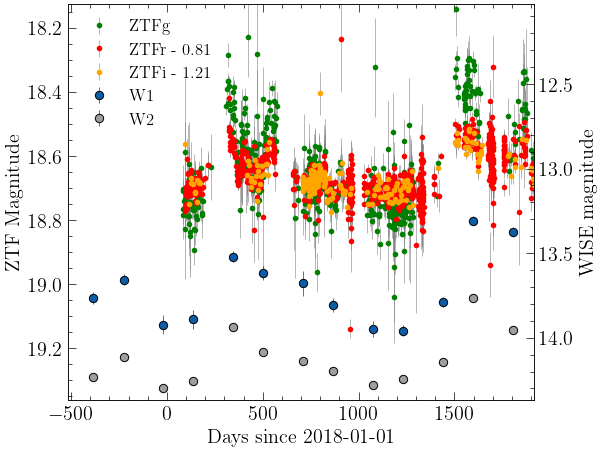 ZTFg
ZTFr - 0.81
ZTFi - 1.21
W1
W2
18.2
18.4
18.6
18.8
19.0
19.2
ZTF Magnitude
12.5
13.0
13.5
14.0
WISE magnitude
−500
0
500
1000
1500
Days since 2018-01-01